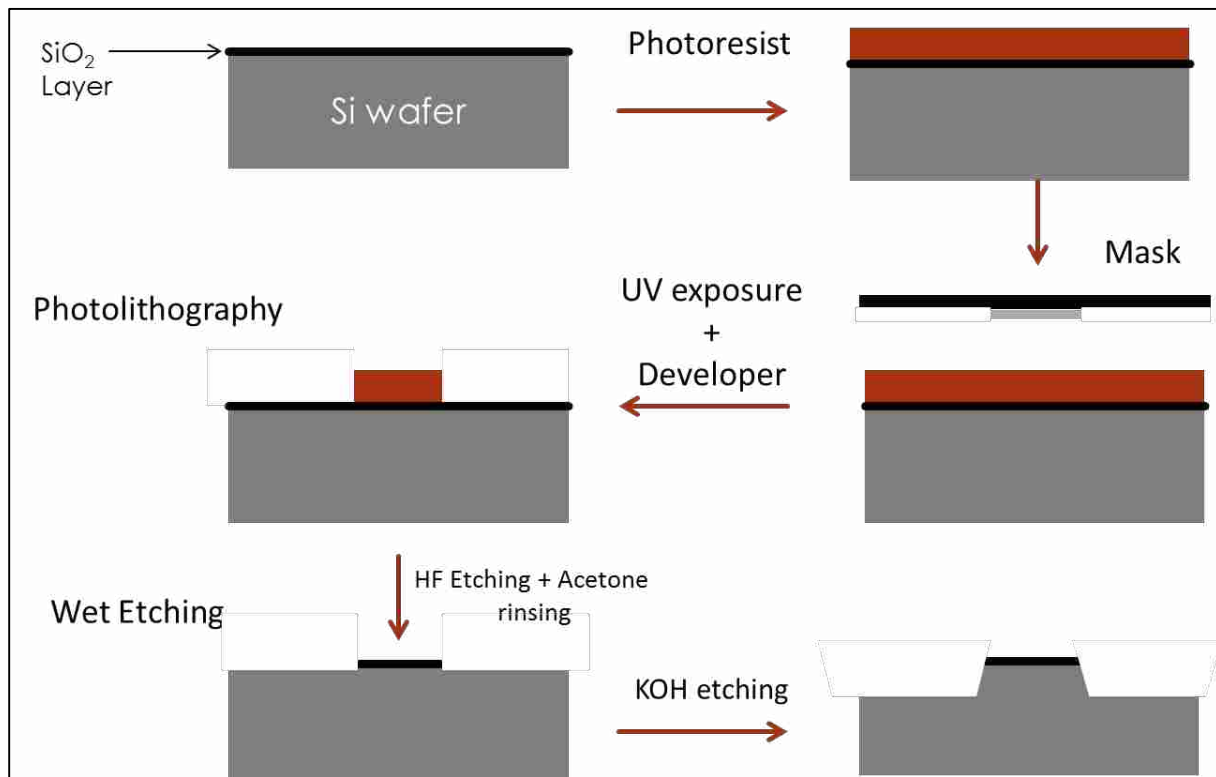 SiO₂
Layer
Si wafer
Photoresist
Mask
UV exposure
+
Developer
Photolithography
HF Etching + Acetone
rinsing
Wet Etching
KOH etching